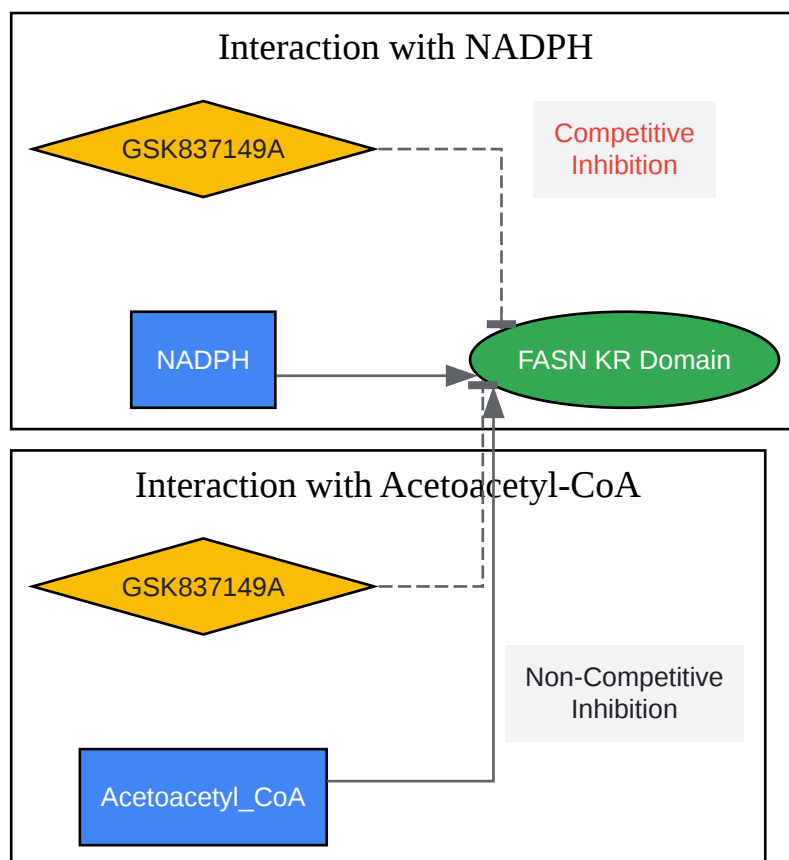 Interaction with NADPH
GSK837149A
Competitive
Inhibition
NADPH
FASN KR Domain
Interaction with Acetoacetyl-CoA
GSK837149A
Non-Competitive
Inhibition
Acetoacetyl_CoA